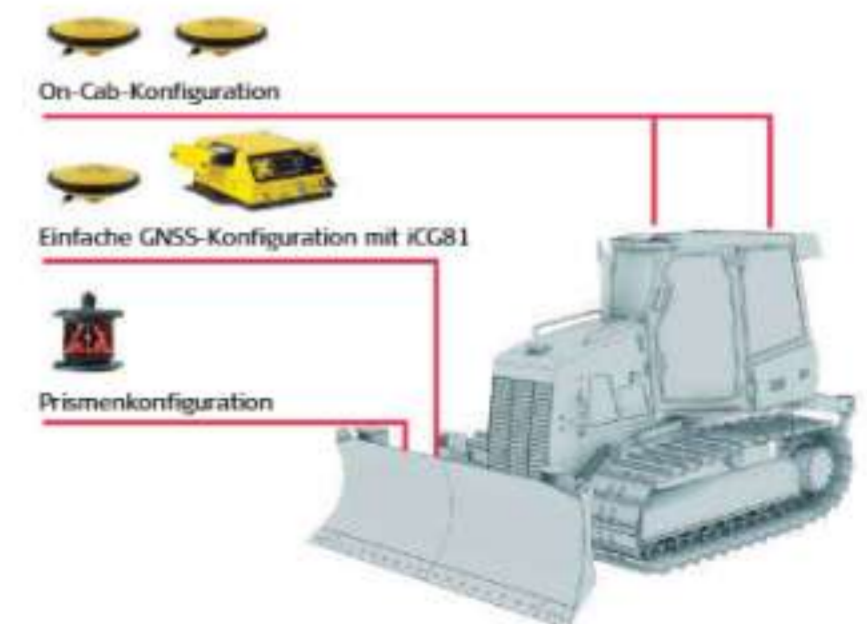 On-Cab-Konfiguration
Einfache GNSS-Konfiguration mit iCG81
Prismenkonfiguration